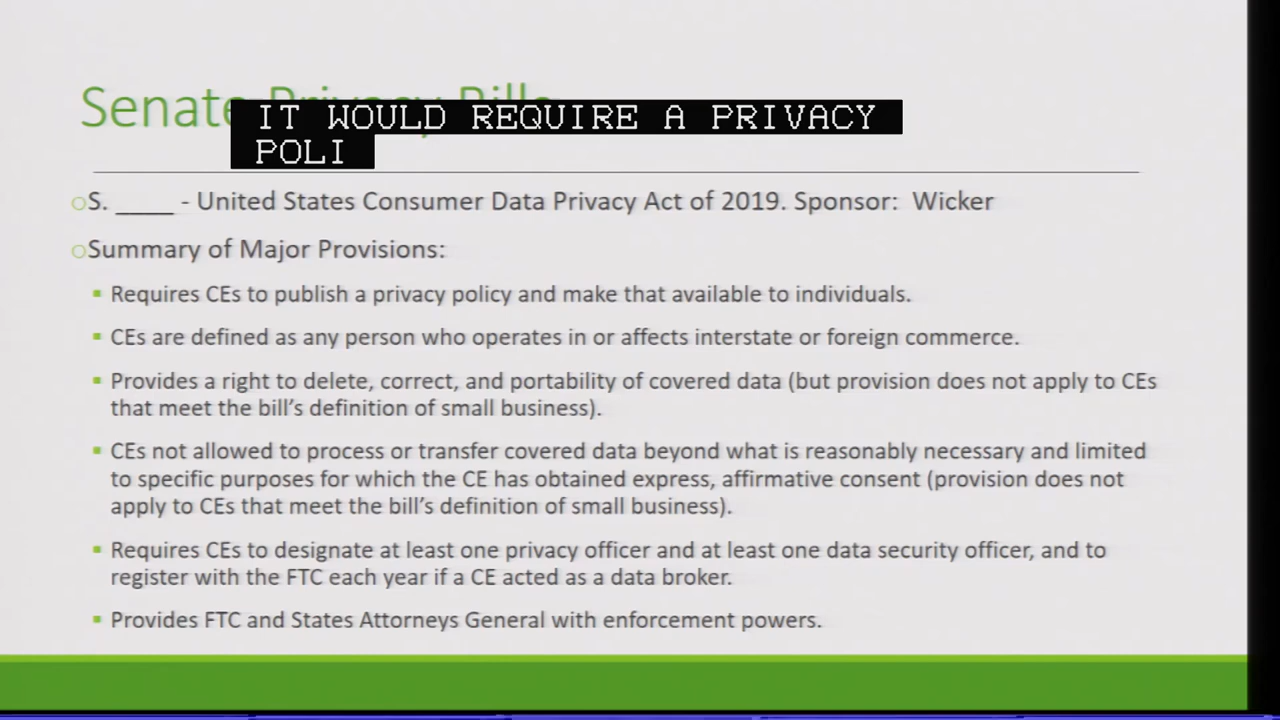 Senate Privacy Bills
IT WOULD REQUIRE A PRIVACY
POLI
S. ____ - United States Consumer Data Privacy Act of 2019. Sponsor: Wicker
Summary of Major Provisions:
Requires CEs to publish a privacy policy and make that available to individuals.
CEs are defined as any person who operates in or affects interstate or foreign commerce.
Provides a right to delete, correct, and portability of covered data (but provision does not apply to CEs
that meet the bill's definition of small business).
CEs not allowed to process or transfer covered data beyond what is reasonably necessary and limited
to specific purposes for which the CE has obtained express, affirmative consent (provision does not
apply to CEs that meet the bill's definition of small business).
Requires CEs to designate at least one privacy officer and at least one data security officer, and to
register with the FTC each year if a CE acted as a data broker.
Provides FTC and States Attorneys General with enforcement powers.